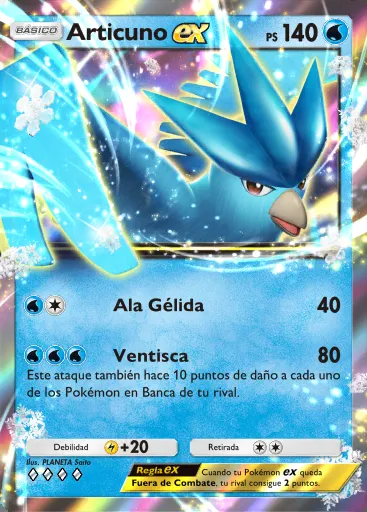 BÁSICO Articuno ex PS 140
Ala Gélida 40
Ventisca 80
Este ataque también hace 10 puntos de daño a cada uno
de los Pokémon en Banca de tu rival.
Debilidad +20 Retirada
Ilus. PLANETA Saito
Regla ex Cuando tu Pokémon ex queda
Fuera de Combate, tu rival consigue 2 puntos.